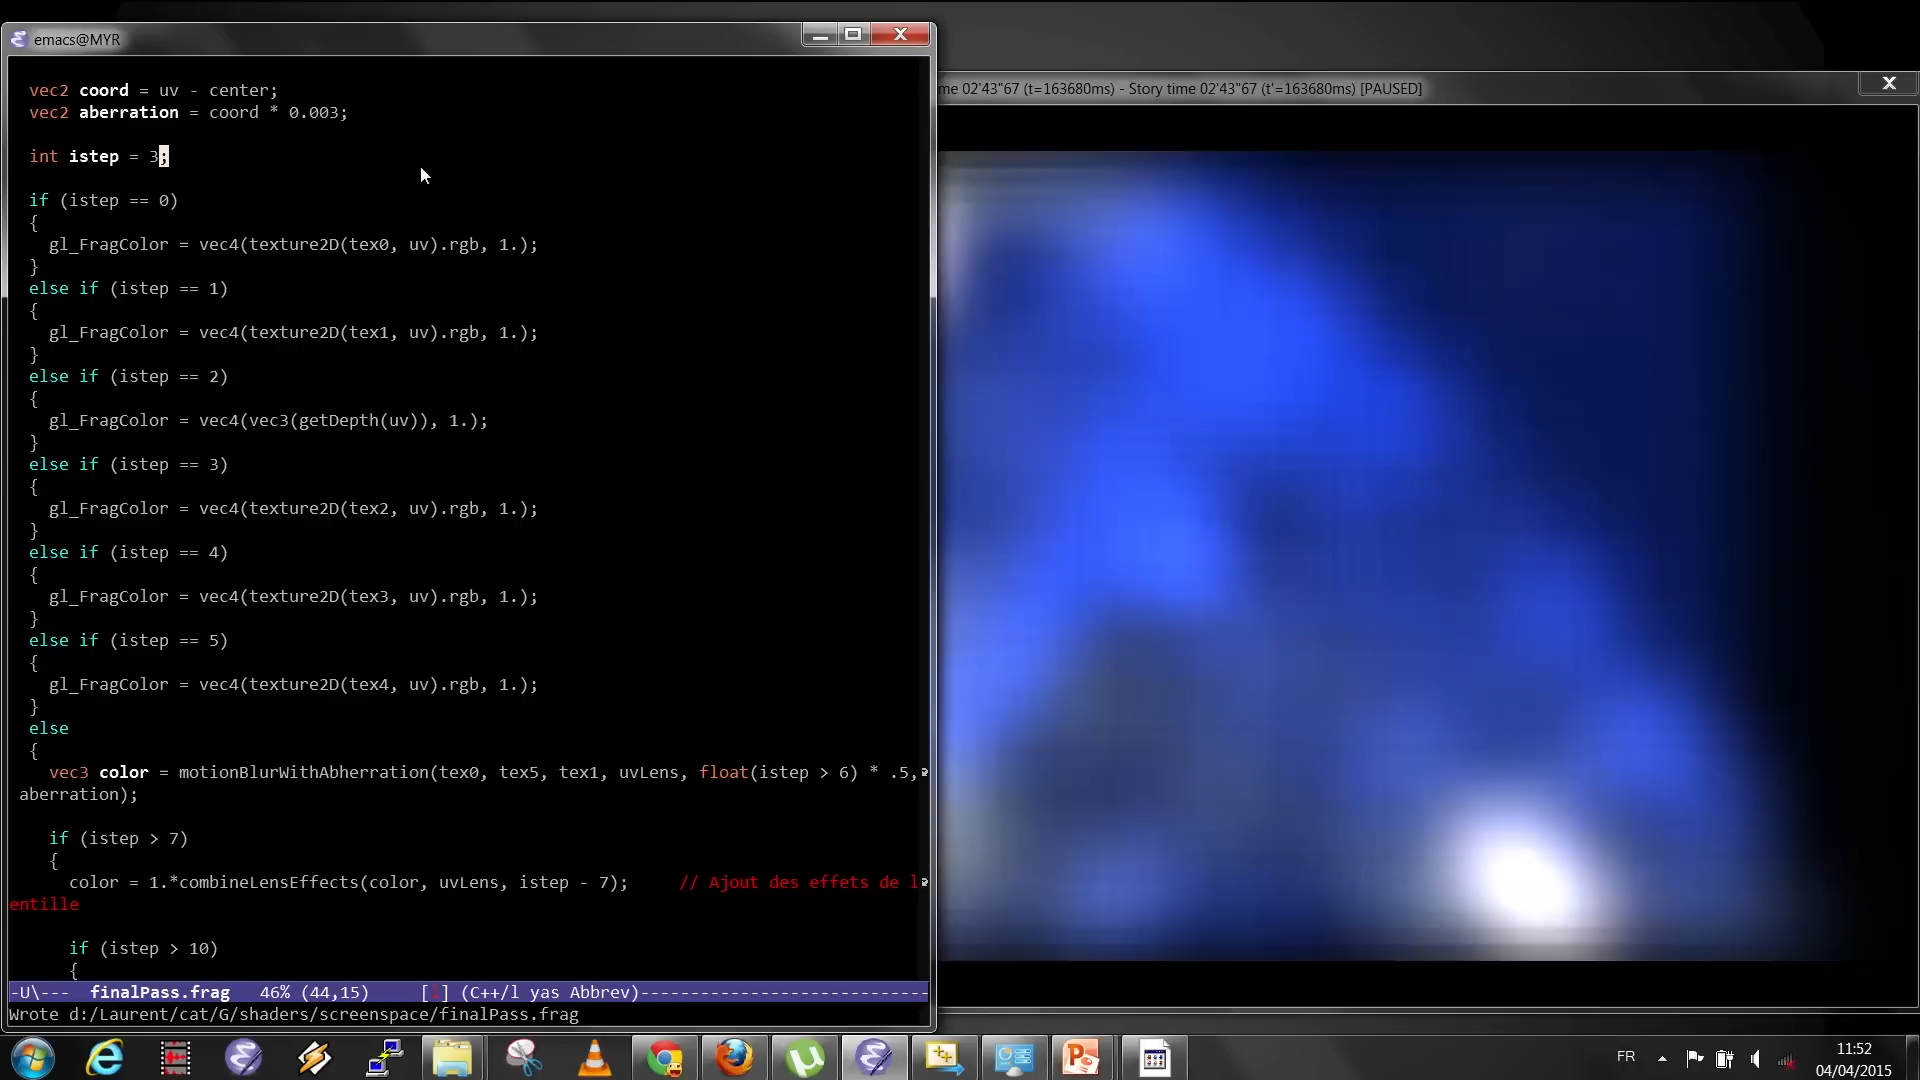 emacs@MYR
me 02'43"67 (t=163680ms) - Story time 02'43"67 (t'=163680ms) [PAUSED]
vec2 coord = uv - center;
vec2 aberration = coord * 0.003;
int istep = 3;
if (istep == 0)
{
gl_FragColor = vec4(texture2D(tex0, uv).rgb, 1.);
}
else if (istep == 1)
{
gl_FragColor = vec4(texture2D(tex1, uv).rgb, 1.);
}
else if (istep == 2)
{
gl_FragColor = vec4(vec3(getDepth(uv)), 1.);
}
else if (istep == 3)
{
gl_FragColor = vec4(texture2D(tex2, uv).rgb, 1.);
}
else if (istep == 4)
{
gl_FragColor = vec4(texture2D(tex3, uv).rgb, 1.);
}
else if (istep == 5)
{
gl_FragColor = vec4(texture2D(tex4, uv).rgb, 1.);
}
else
{
vec3 color = motionBlurWithAbherration(tex0, tex5, tex1, uvLens, float(istep > 6) * .5,
aberration);
if (istep > 7)
{
color = 1.*combineLensEffects(color, uvLens, istep - 7); // Ajout des effets de l
entille
if (istep > 10)
{
-U\--- finalPass.frag 46% (44,15) [ ] (C++/l yas Abbrev)-----------------------------
Wrote d:/Laurent/cat/G/shaders/screenspace/finalPass.frag
FR
11:52
04/04/2015